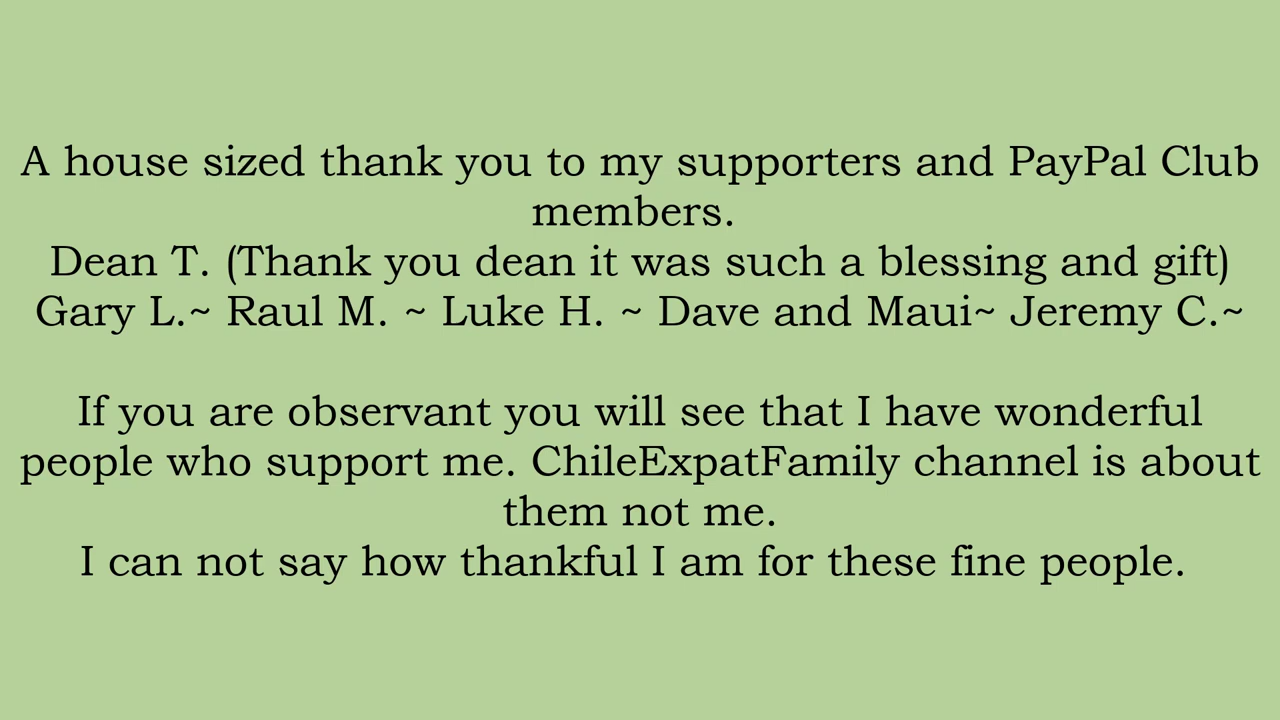 A house sized thank you to my supporters and PayPal Club
members.
Dean T. (Thank you dean it was such a blessing and gift)
Gary L.~ Raul M. ~ Luke H. ~ Dave and Maui~ Jeremy C.~
If you are observant you will see that I have wonderful
people who support me. ChileExpatFamily channel is about
them not me.
I can not say how thankful I am for these fine people.